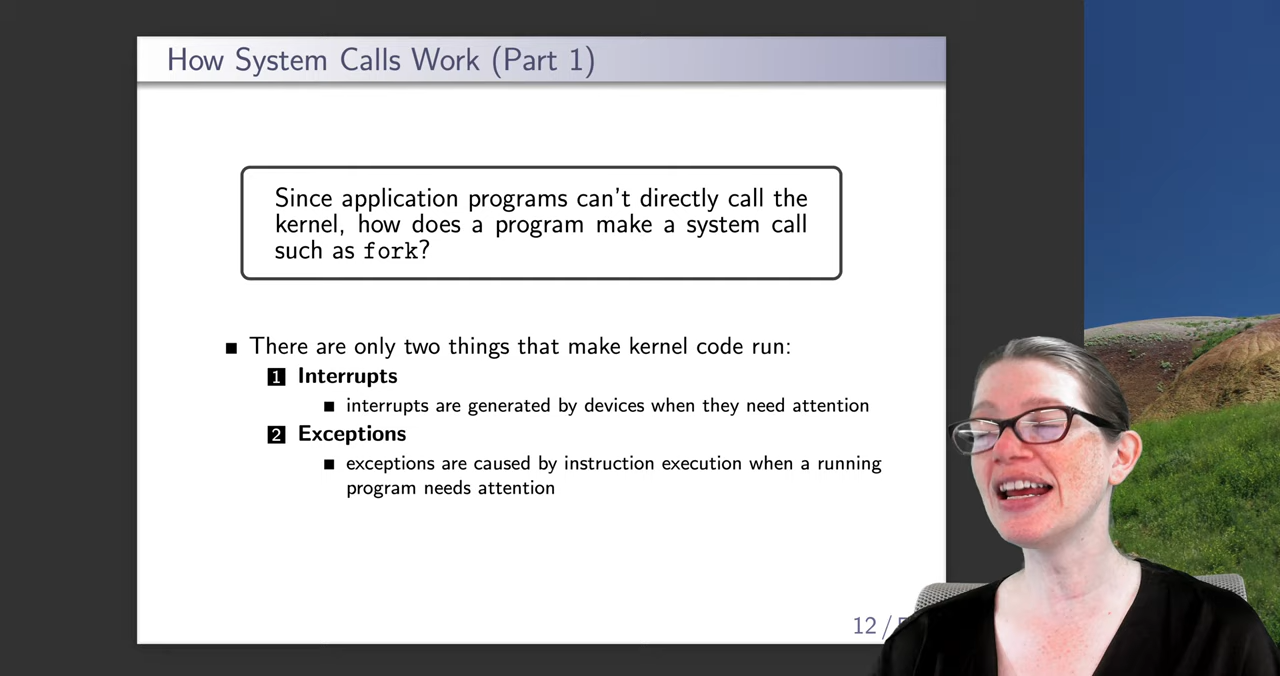 How System Calls Work (Part 1)
Since application programs can't directly call the
kernel, how does a program make a system call
such as fork?
There are only two things that make kernel code run:
1 Interrupts
interrupts are generated by devices when they need attention
2 Exceptions
exceptions are caused by instruction execution when a running
program needs attention
12 /